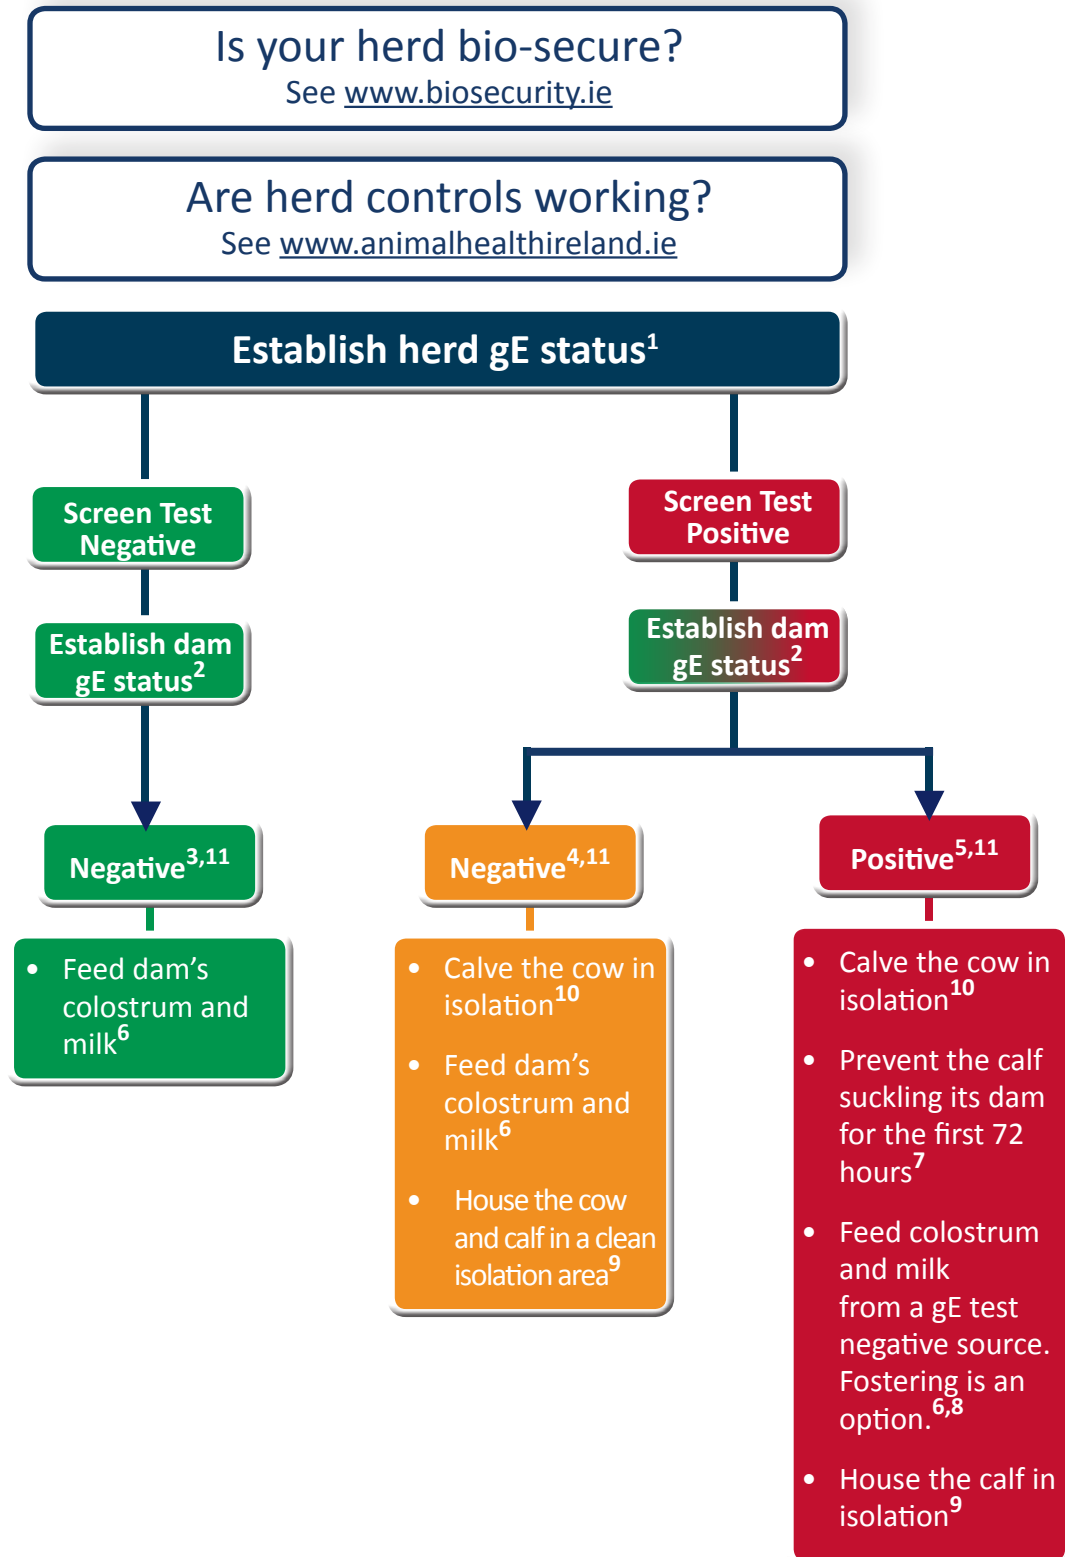 Is your herd bio-secure?
See www.biosecurity.ie
Are herd controls working?
See www.animalhealthireland.ie
Establish herd gE status1
Screen Test
Negative
Establish dam
gE status2
Negative3,11
• Feed dam's
colostrum and
milk6
Screen Test
Positive
Establish dam
gE status2
Negative4,11
• Calve the cow in
isolation10
• Feed dam's
colostrum and
milk6
• House the cow
and calf in a clean
isolation area9
Positive5,11
• Calve the cow in
isolation10
• Prevent the calf
suckling its dam
for the first 72
hours7
• Feed colostrum
and milk
from a gE test
negative source.
Fostering is an
option.6,8
• House the calf in
isolation9